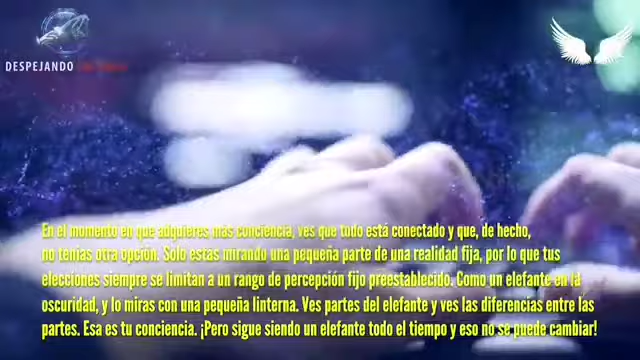 DESPEJANDO
En el momento en que adquieres más conciencia, ves que todo está conectado y que, de hecho,
no tenías otra opción. Solo estás mirando una pequeña parte de una realidad fija, por lo que tus
elecciones siempre se limitan a un rango de percepción fijo preestablecido. Como un elefante en la
oscuridad, y lo miras con una pequeña linterna. Ves partes del elefante y ves las diferencias entre las
partes. Esa es tu conciencia. ¡Pero sigue siendo un elefante todo el tiempo y eso no se puede cambiar!